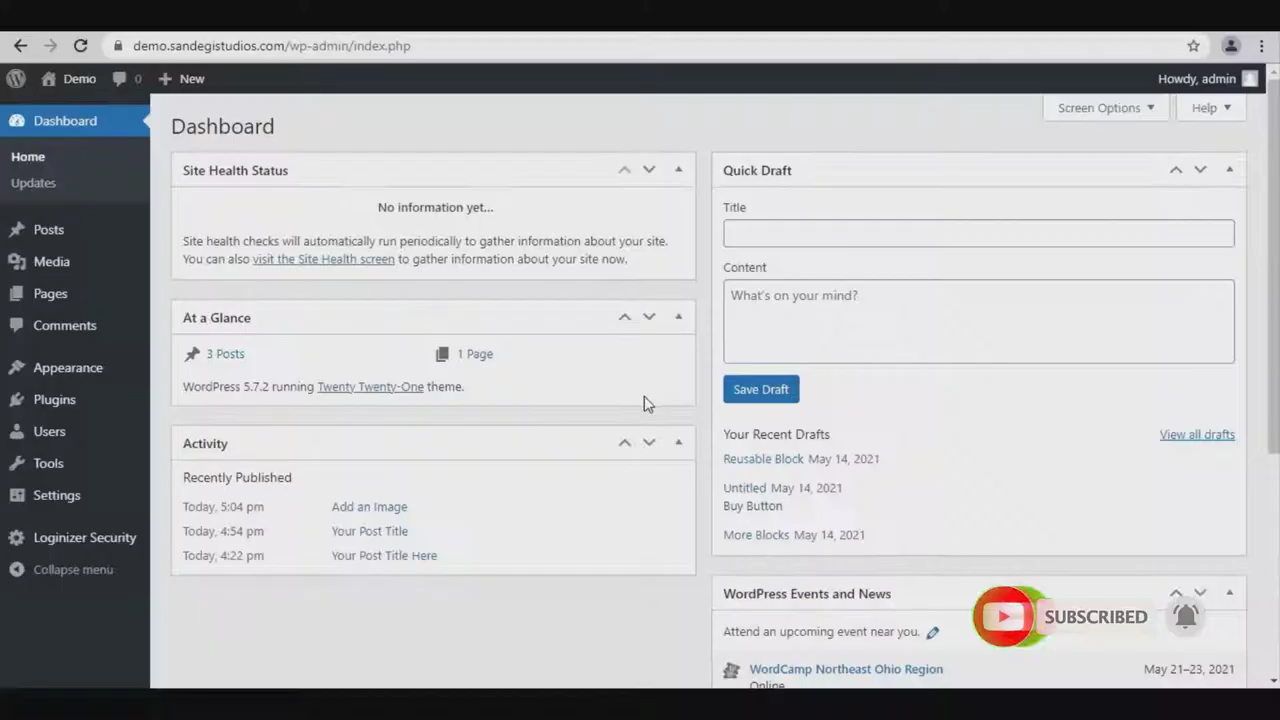 demo.sandegistudios.com/wp-admin/index.php
Demo 0 New Howdy, admin
Dashboard
Home
Updates
Posts
Media
Pages
Comments
Appearance
Plugins
Users
Tools
Settings
Loginizer Security
Collapse menu
Screen Options Help
Dashboard
Site Health Status
No information yet...
Site health checks will automatically run periodically to gather information about your site.
You can also visit the Site Health screen to gather information about your site now.
At a Glance
3 Posts 1 Page
WordPress 5.7.2 running Twenty Twenty-One theme.
Activity
Recently Published
Today, 5:04 pm Add an Image
Today, 4:54 pm Your Post Title
Today, 4:22 pm Your Post Title Here
Quick Draft
Title
Content
What's on your mind?
Save Draft
Your Recent Drafts View all drafts
Reusable Block May 14, 2021
Untitled May 14, 2021
Buy Button
More Blocks May 14, 2021
WordPress Events and News
SUBSCRIBED
Attend an upcoming event near you.
WordCamp Northeast Ohio Region May 21–23, 2021
Online